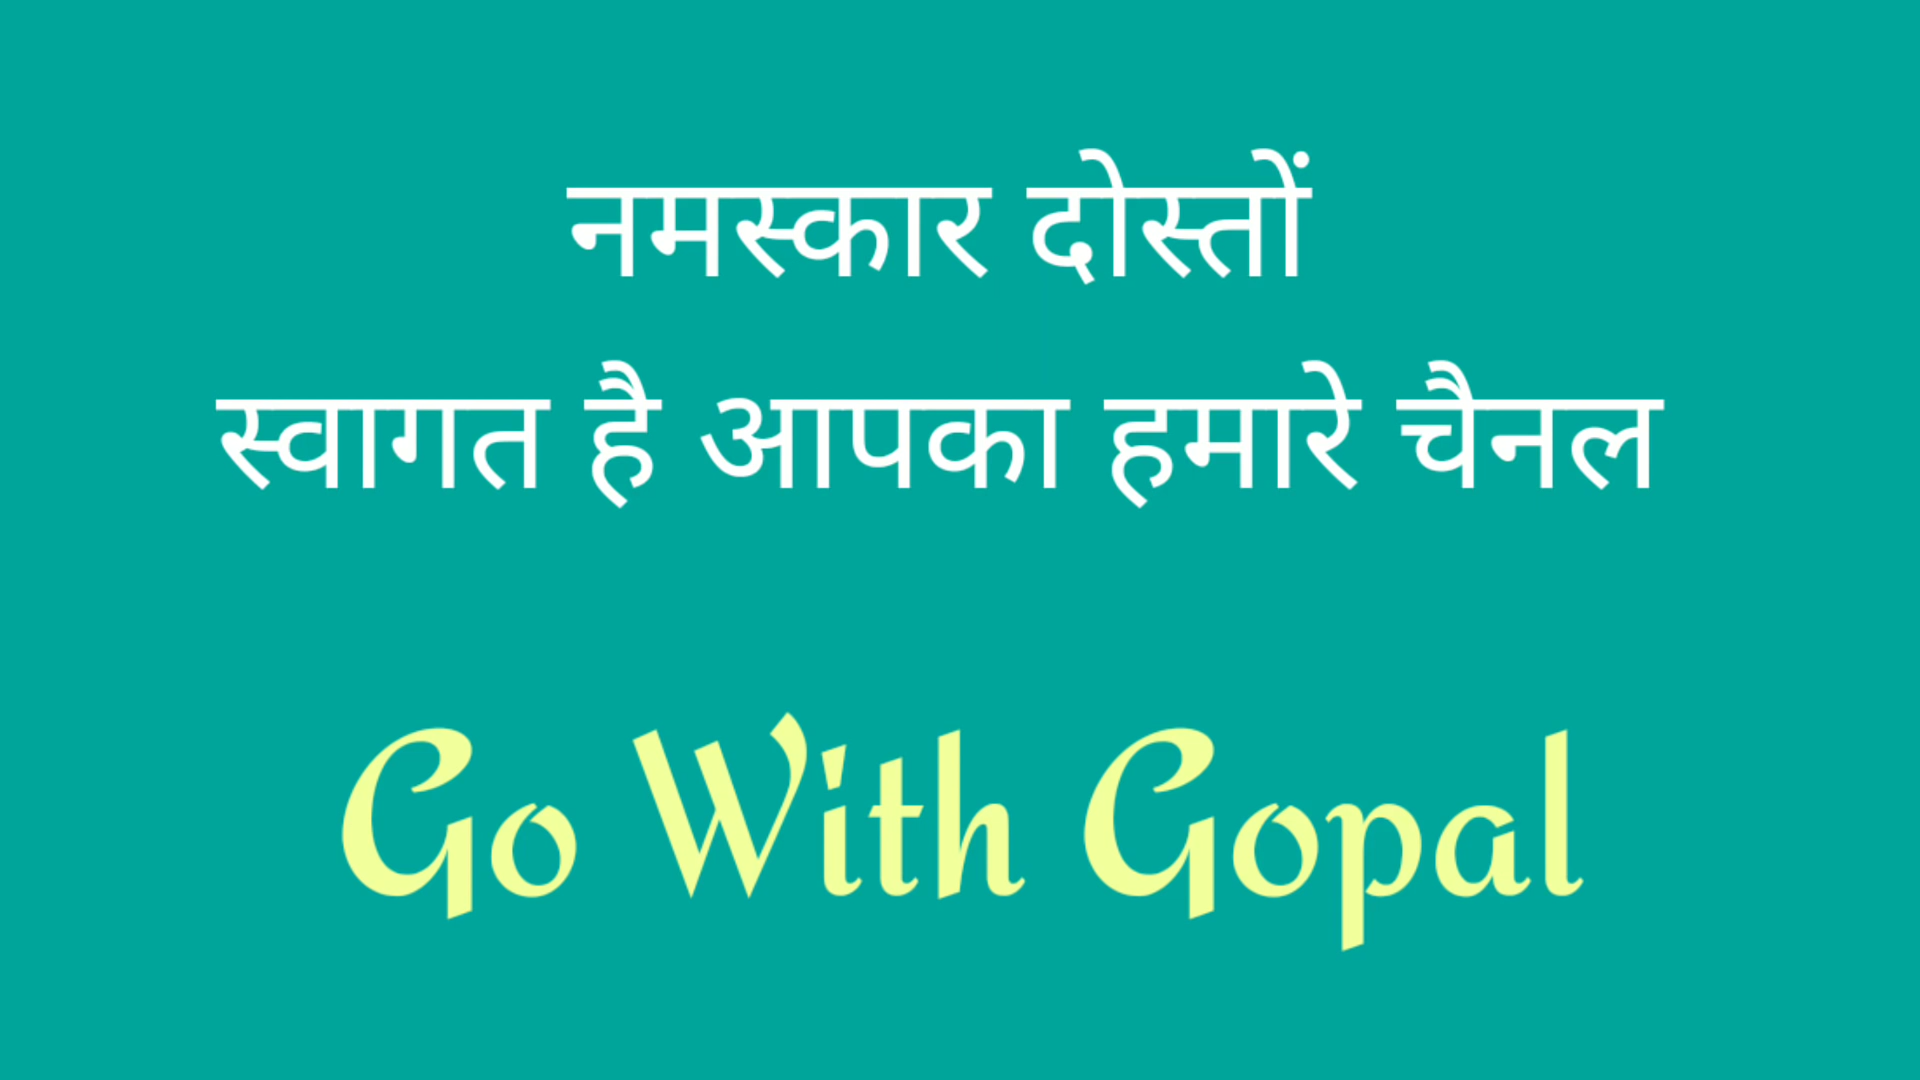 नमस्कार दोस्तों
स्वागत है आपका हमारे चैनल
Go With Gopal